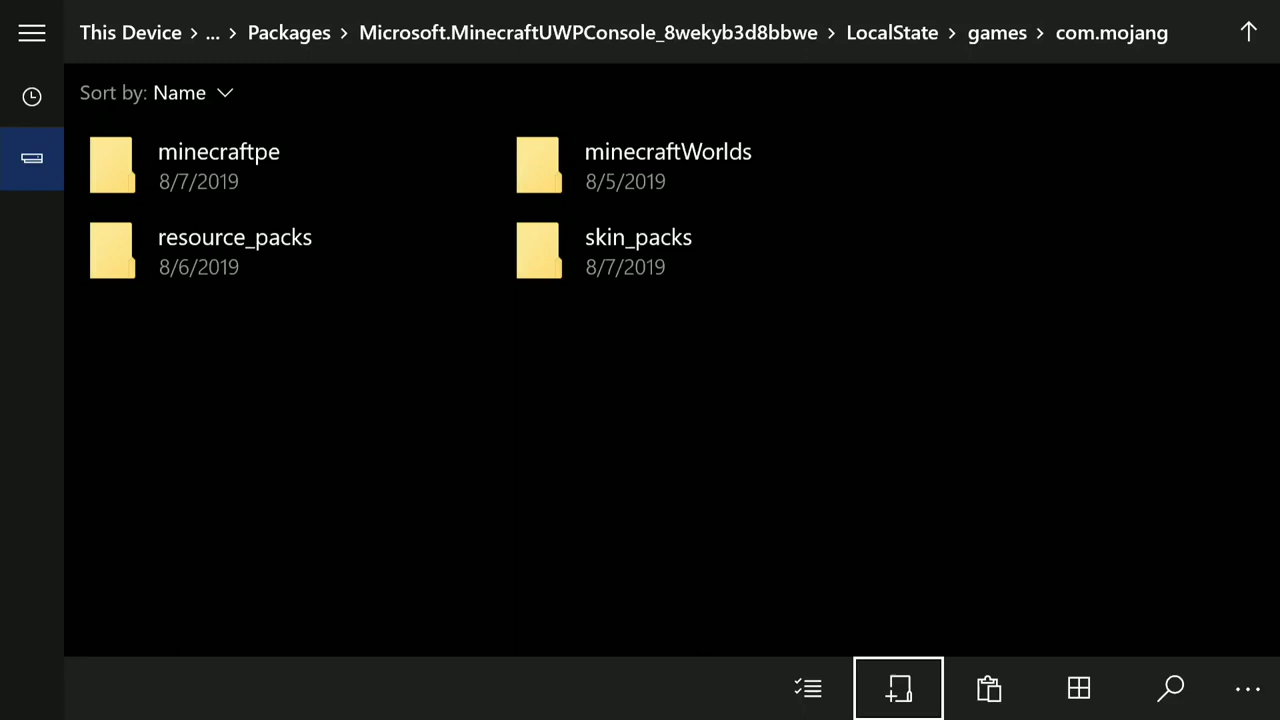 This Device > ... > Packages > Microsoft.MinecraftUWPConsole_8wekyb3d8bbwe > LocalState > games > com.mojang
Sort by: Name
minecraftpe
8/7/2019
minecraftWorlds
8/5/2019
resource_packs
8/6/2019
skin_packs
8/7/2019